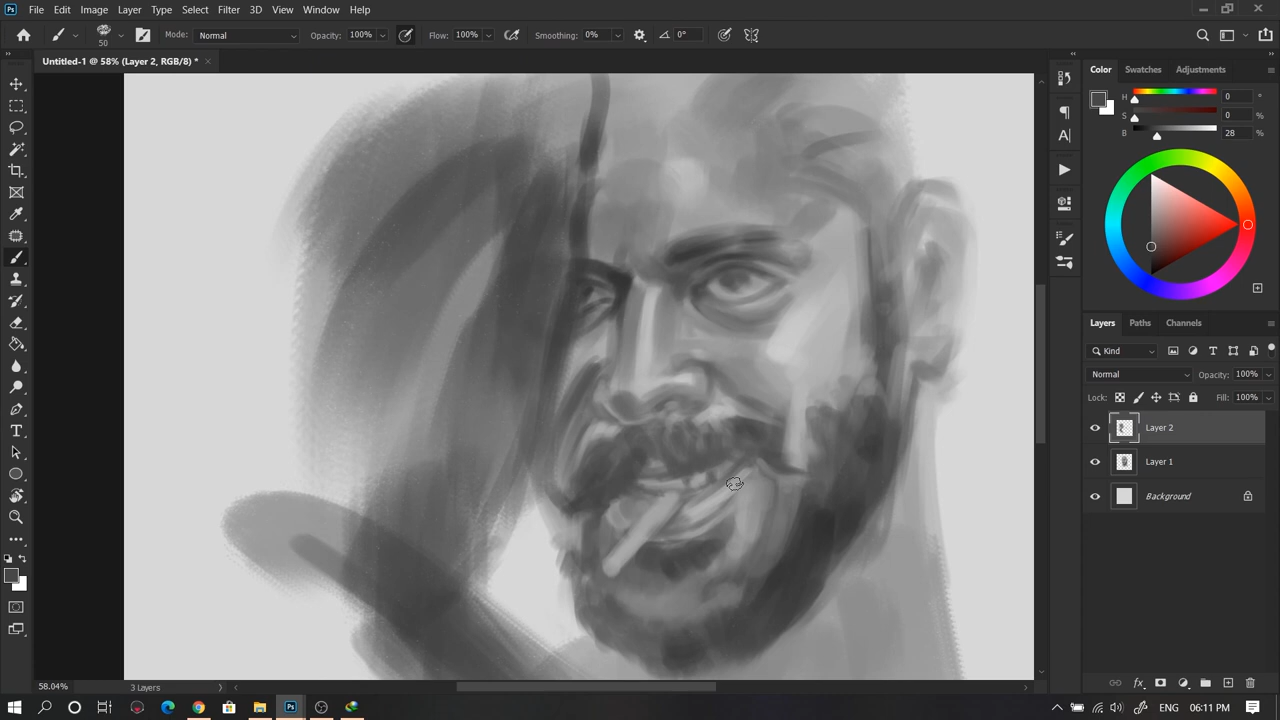 Ps File Edit Image Layer Type Select Filter 3D View Window Help
50 Mode: Normal Opacity: 100% Flow: 100% Smoothing: 0% 0°
Untitled-1 @ 58% (Layer 2, RGB/8) *
Color Swatches Adjustments
H 0 °
S 0 %
B 28 %
Layers Paths Channels
Kind
Normal Opacity: 100%
Lock: Fill: 100%
Layer 2
Layer 1
Background
58.04% 3 Layers
Ps ENG 06:11 PM